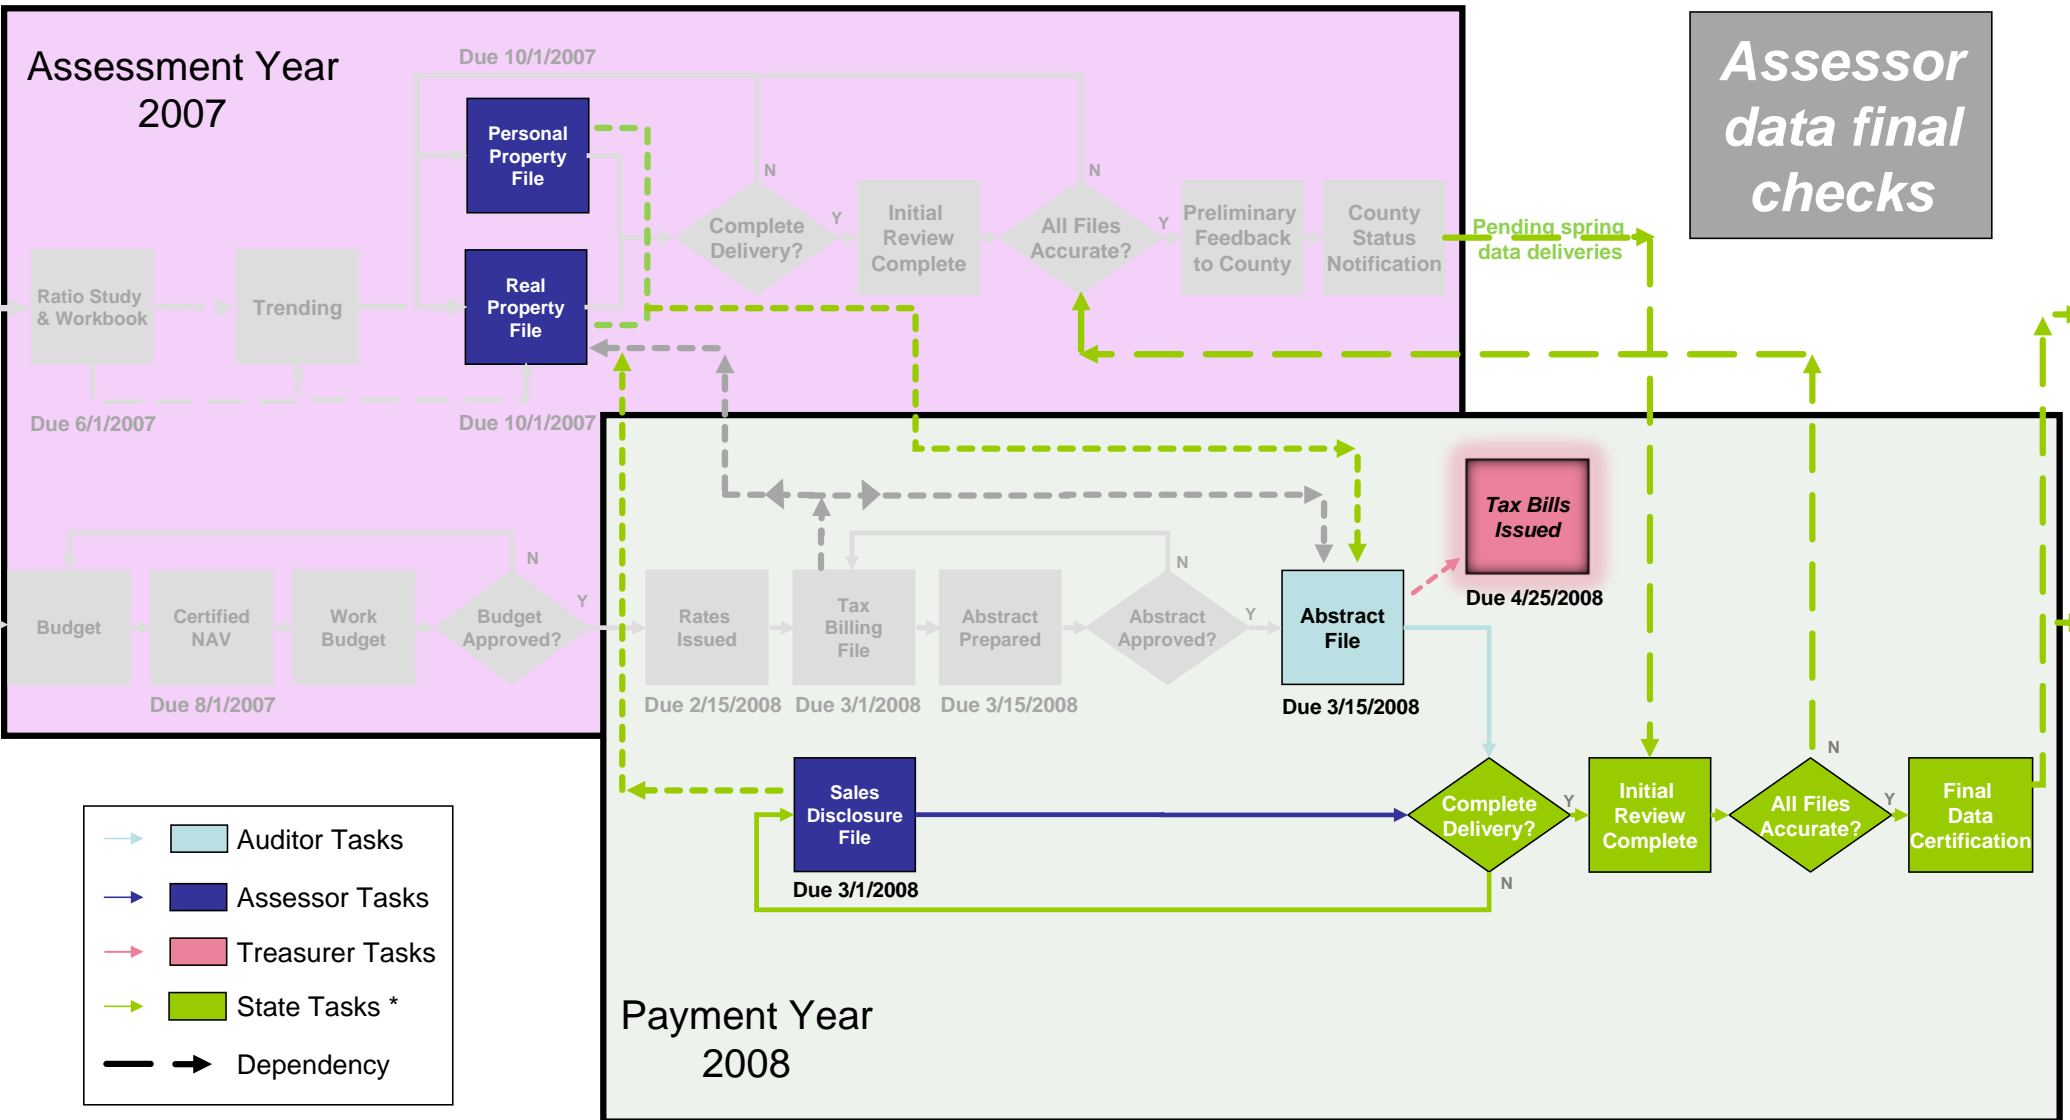 Assessment Year
2007
Due 10/1/2007
Assessor
data final
checks
Personal
Property
File
N
N
Complete
Delivery?
Y
Initial
Review
Complete
All Files
Accurate?
Y
Preliminary
Feedback
to County
County
Status
Notification
Pending spring
data deliveries
Ratio Study
& Workbook
Trending
Real
Property
File
Due 6/1/2007
Due 10/1/2007
Tax Bills
Issued
Due 4/25/2008
N
N
Budget
Certified
NAV
Work
Budget
Budget
Approved?
Y
Rates
Issued
Tax
Billing
File
Abstract
Prepared
Abstract
Approved?
Y
Abstract
File
Due 8/1/2007
Due 2/15/2008
Due 3/1/2008
Due 3/15/2008
Due 3/15/2008
Sales
Disclosure
File
Due 3/1/2008
Complete
Delivery?
Y
N
Initial
Review
Complete
All Files
Accurate?
N
Y
Final
Data
Certification
Auditor Tasks
Assessor Tasks
Treasurer Tasks
State Tasks *
Dependency
Payment Year
2008